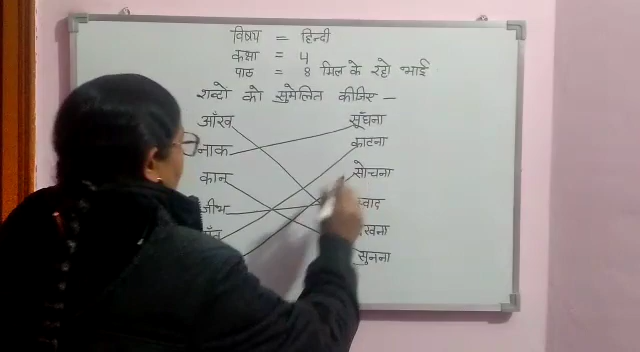 विषय = हिन्दी
कक्षा = 4
पाठ = 8 मिल के रहो भाई
शब्दों को सुमेलित कीजिए -
आँख सूँघना
नाक काटना
कान सोचना
जीभ
सुनना